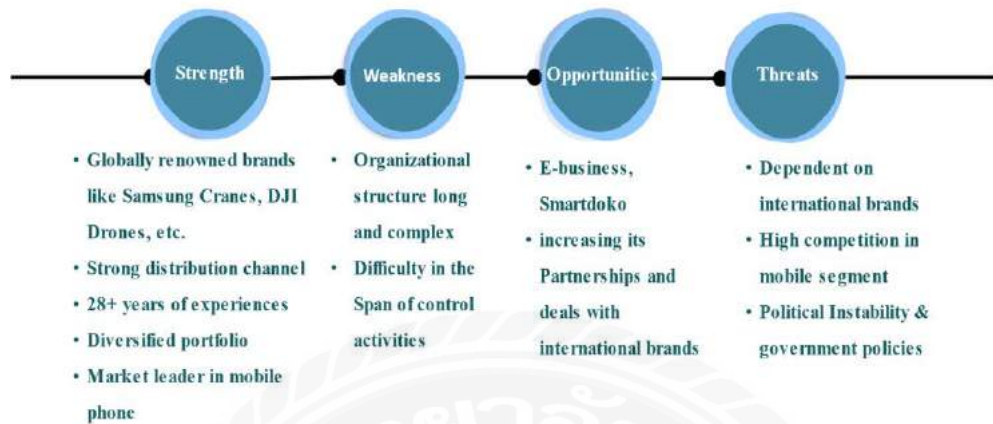 Strength
Weakness
Opportunities
Threats
• Globally renowned brands
like Samsung Cranes, DJI
Drones, etc.
• Strong distribution channel
• 28+ years of experiences
• Diversified portfolio
• Market leader in mobile
phone
• Organizational
structure long
and complex
• Difficulty in the
Span of control
activities
• E-business,
Smartdoko
• increasing its
Partnerships and
deals with
international brands
• Dependent on
international brands
• High competition in
mobile segment
• Political Instability &
government policies